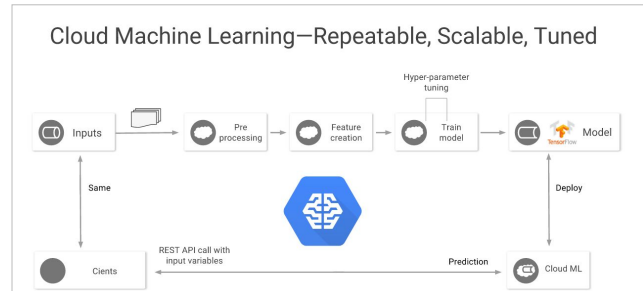 Cloud Machine Learning—Repeatable, Scalable, Tuned
Hyper-parameter
tuning
Inputs
Pre
processing
Feature
creation
Train
model
TensorFlow
Model
Same
Deploy
REST API call with
input variables
Prediction
Cients
Cloud ML